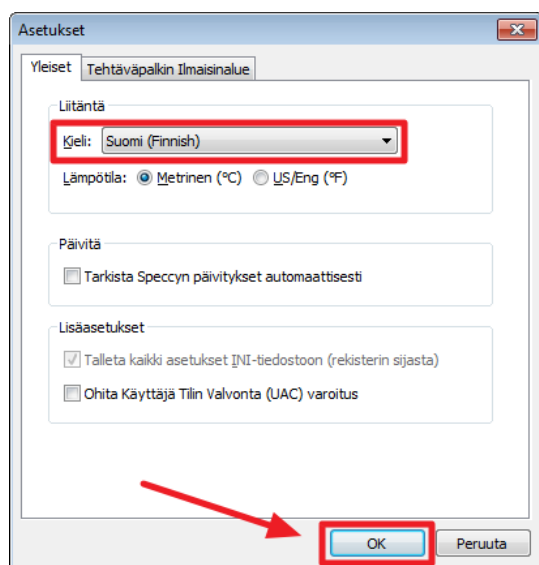 Asetukset
Yleiset Tehtäväpalkin Ilmaisinalue
Liitäntä
Kieli: Suomi (Finnish)
Lämpötila: Metrinen (°C) US/Eng (°F)
Päivitä
Tarkista Speccyn päivitykset automaattisesti
Lisäasetukset
Talleta kaikki asetukset INI-tiedostoon (rekisterin sijasta)
Ohita Käyttäjä Tilin Valvonta (UAC) varoitus
OK Peruuta